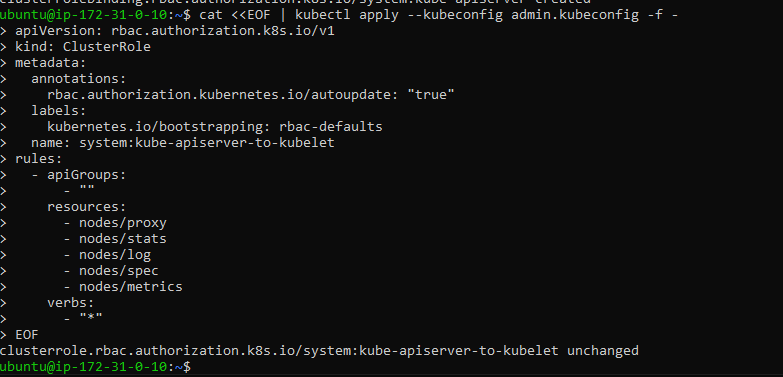 clusterrolebinding.rbac.authorization.k8s.io/system:kube-apiserver created
ubuntu@ip-172-31-0-10:~$ cat <<EOF | kubectl apply --kubeconfig admin.kubeconfig -f -
> apiVersion: rbac.authorization.k8s.io/v1
> kind: ClusterRole
> metadata:
>   annotations:
>     rbac.authorization.kubernetes.io/autoupdate: "true"
>   labels:
>     kubernetes.io/bootstrapping: rbac-defaults
>   name: system:kube-apiserver-to-kubelet
> rules:
>   - apiGroups:
>       - ""
>     resources:
>       - nodes/proxy
>       - nodes/stats
>       - nodes/log
>       - nodes/spec
>       - nodes/metrics
>     verbs:
>       - "*"
> EOF
clusterrole.rbac.authorization.k8s.io/system:kube-apiserver-to-kubelet unchanged
ubuntu@ip-172-31-0-10:~$